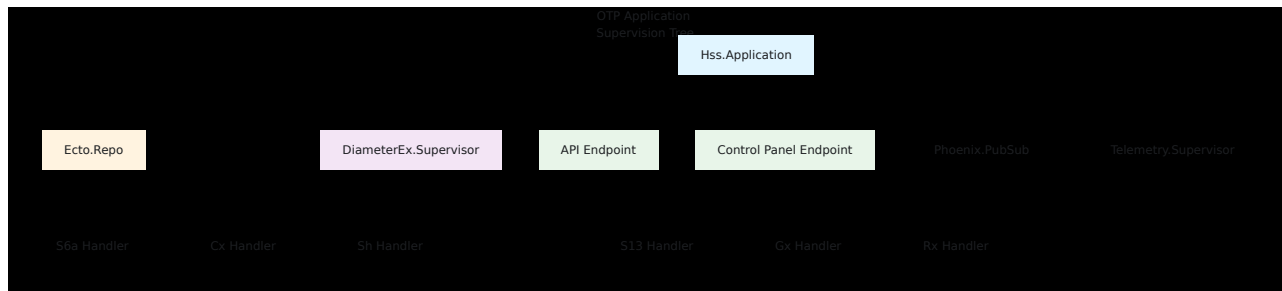 OTP Application
Supervision Tree
Hss.Application
Ecto.Repo
DiameterEx.Supervisor
API Endpoint
Control Panel Endpoint
Phoenix.PubSub
Telemetry.Supervisor
S6a Handler
Cx Handler
Sh Handler
S13 Handler
Gx Handler
Rx Handler